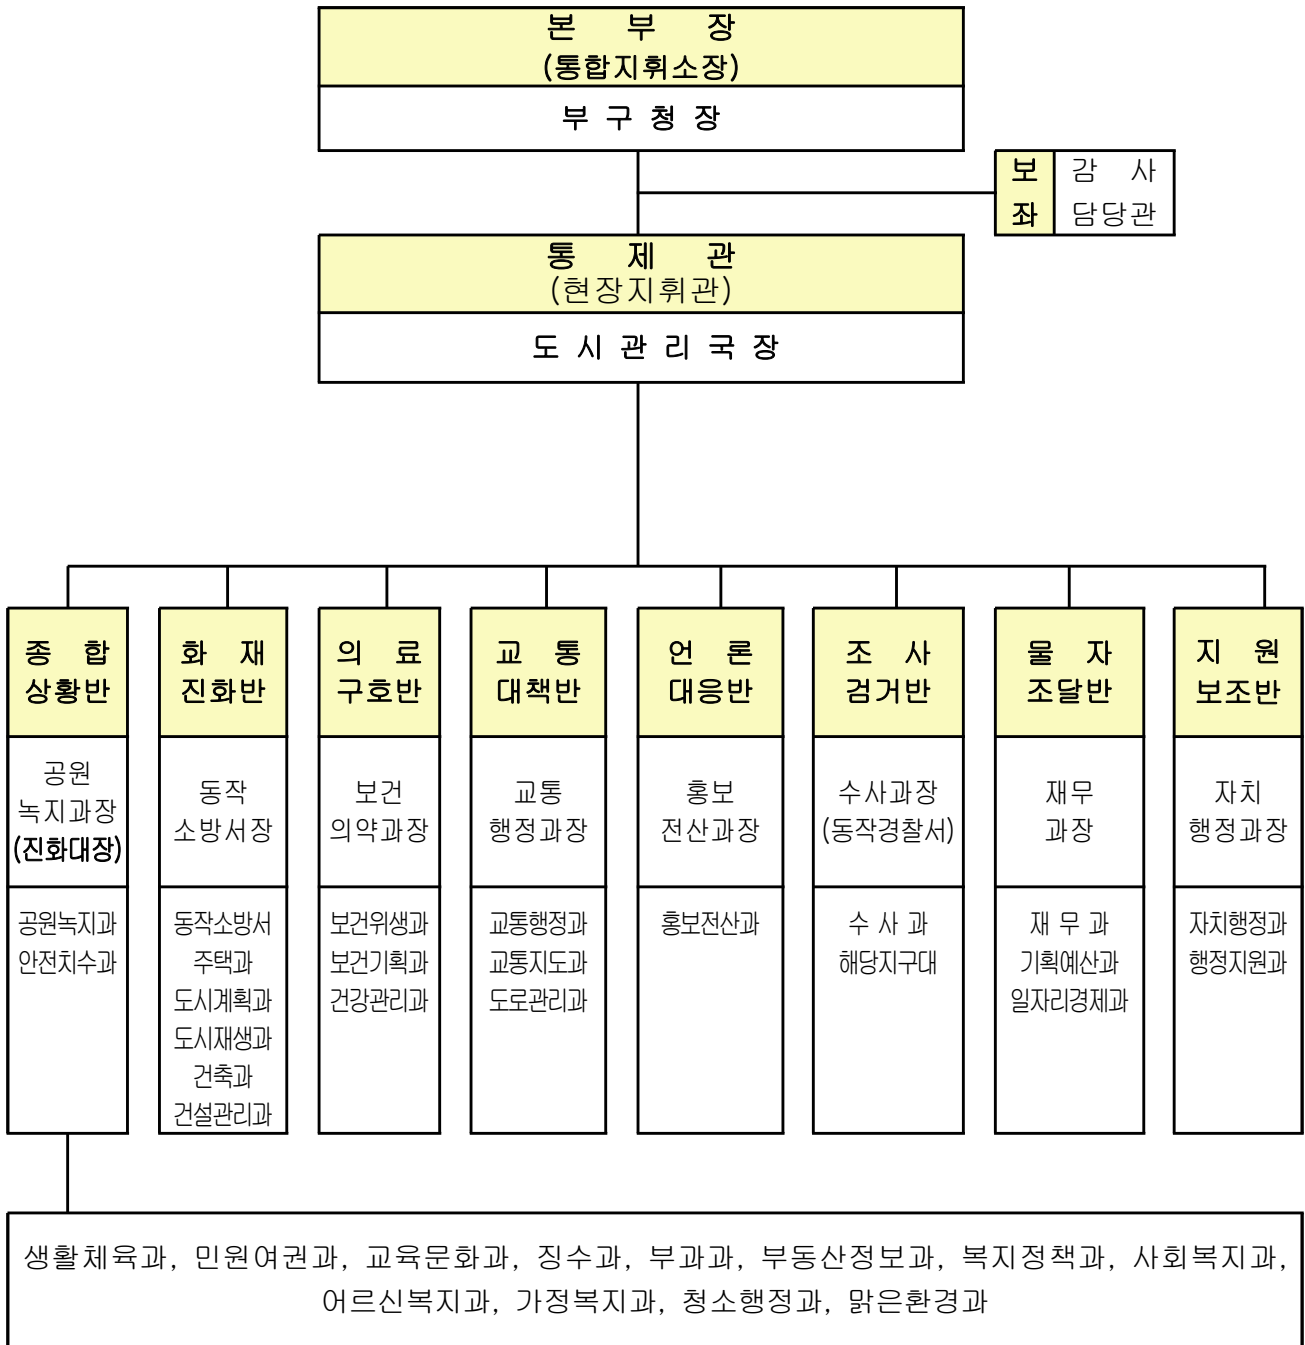 본 부 장
(통합지휘소장)
부 구 청 장
보 좌
감 사
담당관
통 제 관
(현장지휘관)
도 시 관 리 국 장
종 합
상황반
공원
녹지과장
(진화대장)
공원녹지과
안전치수과
화 재
진화반
동작
소방서장
동작소방서
주택과
도시계획과
도시재생과
건축과
건설관리과
의 료
구호반
보건
의약과장
보건위생과
보건기획과
건강관리과
교 통
대책반
교통
행정과장
교통행정과
교통지도과
도로관리과
언 론
대응반
홍보
전산과장
홍보전산과
조 사
검거반
수사과장
(동작경찰서)
수 사 과
해당지구대
물 자
조달반
재무
과장
재 무 과
기획예산과
일자리경제과
지 원
보조반
자치
행정과장
자치행정과
행정지원과
생활체육과, 민원여권과, 교육문화과, 징수과, 부과과, 부동산정보과, 복지정책과, 사회복지과,
어르신복지과, 가정복지과, 청소행정과, 맑은환경과